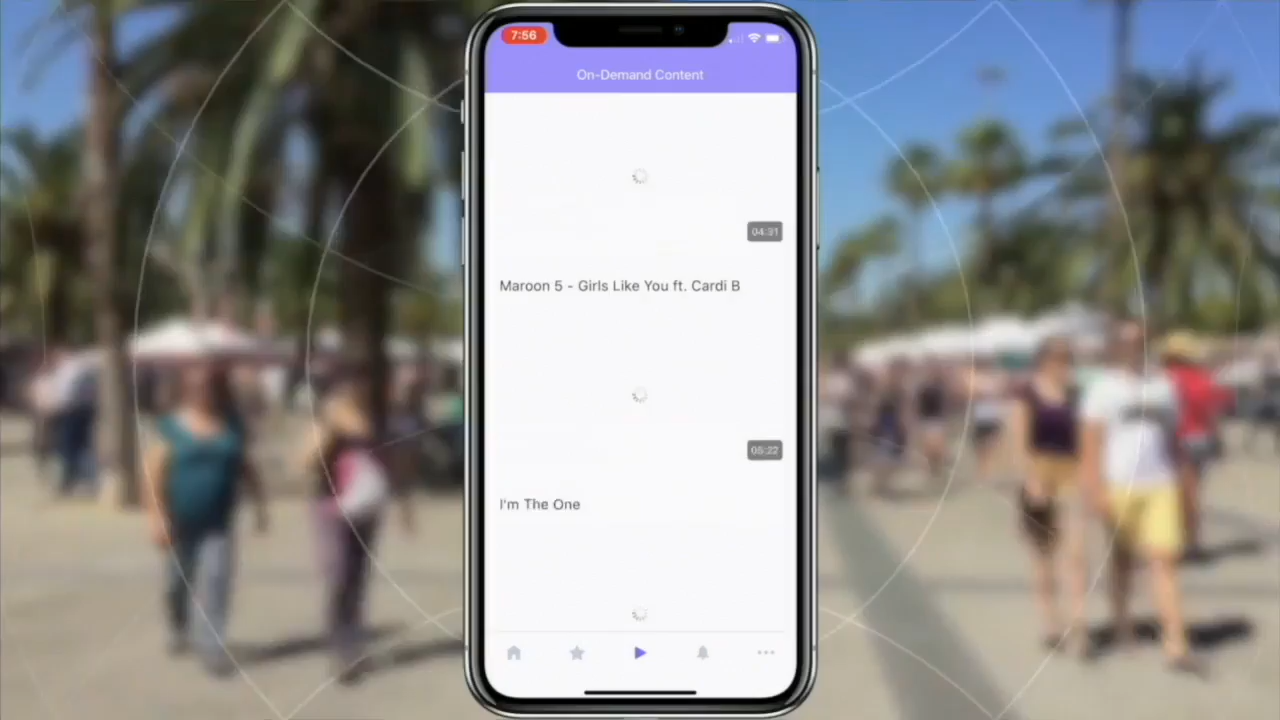 7:56
On-Demand Content
04:31
Maroon 5 - Girls Like You ft. Cardi B
05:22
I'm The One